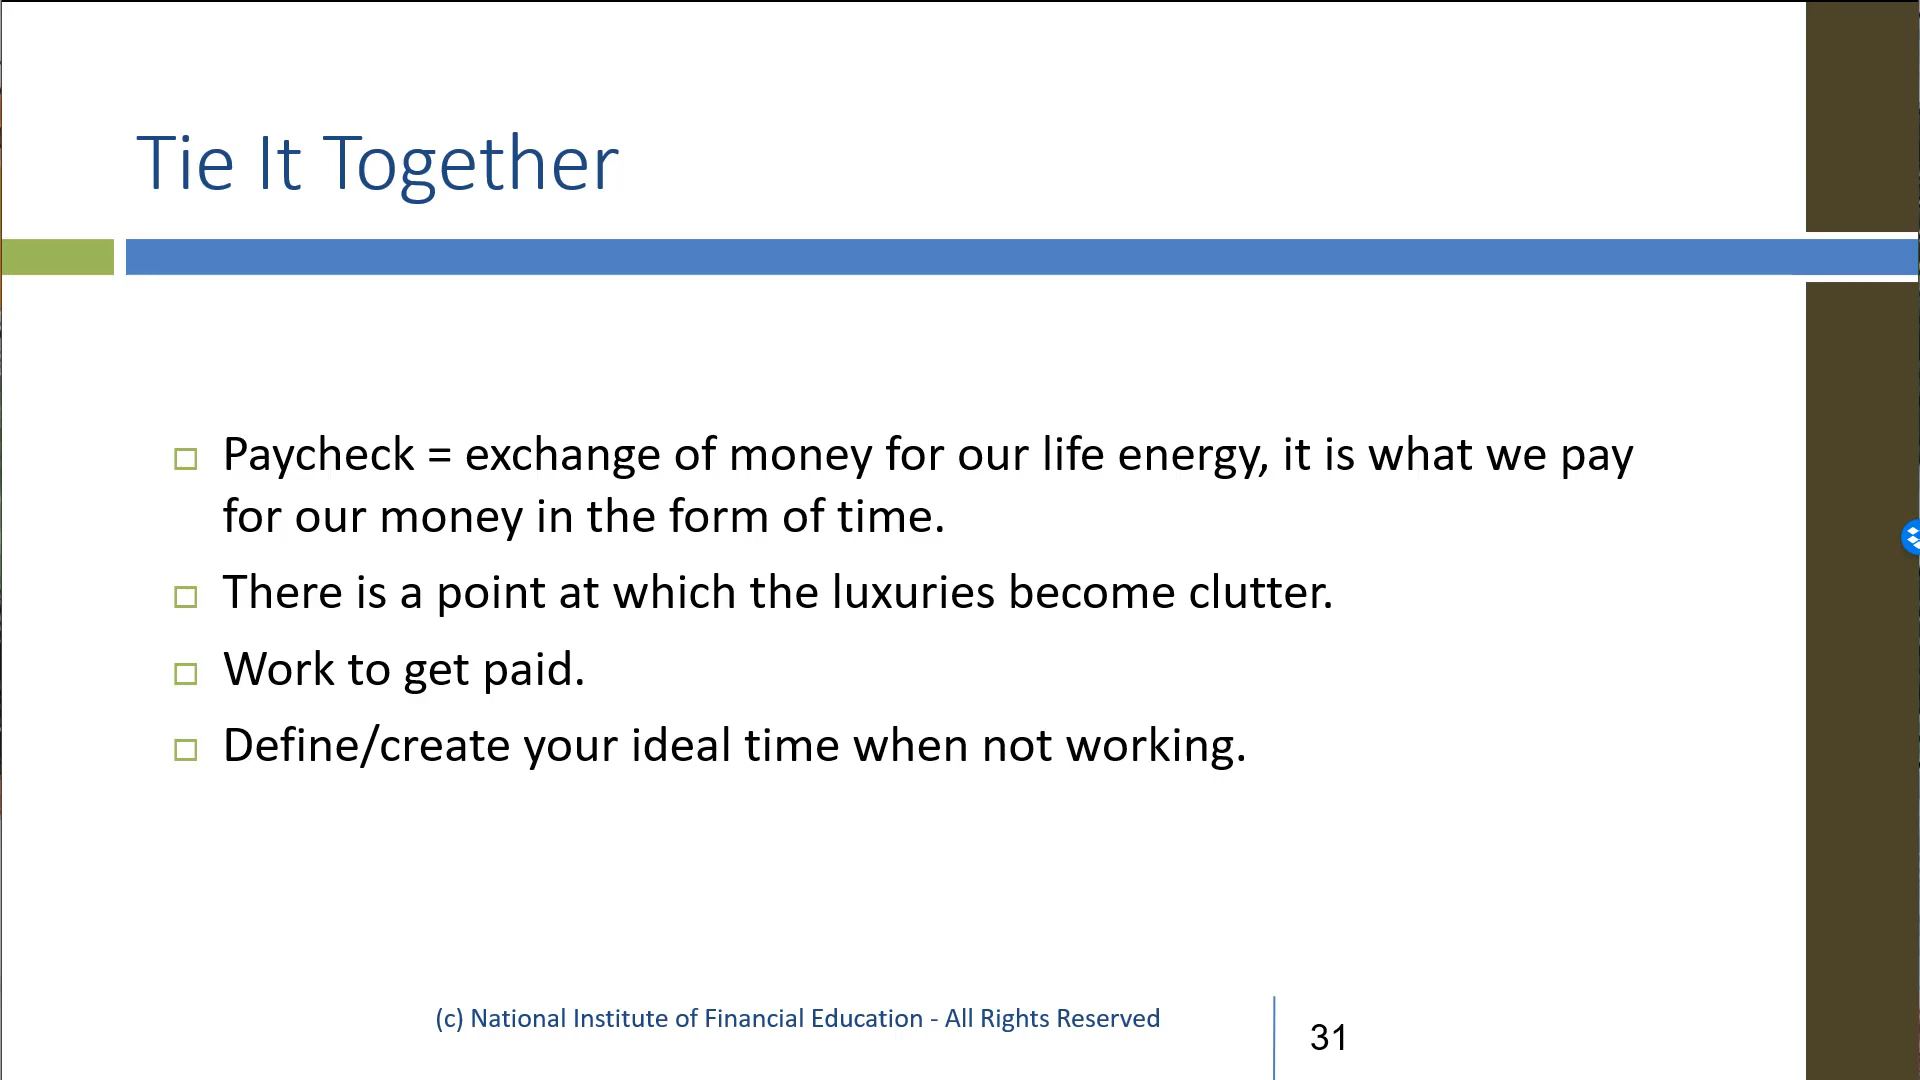 Tie It Together
Paycheck = exchange of money for our life energy, it is what we pay
for our money in the form of time.
There is a point at which the luxuries become clutter.
Work to get paid.
Define/create your ideal time when not working.
(c) National Institute of Financial Education - All Rights Reserved
31